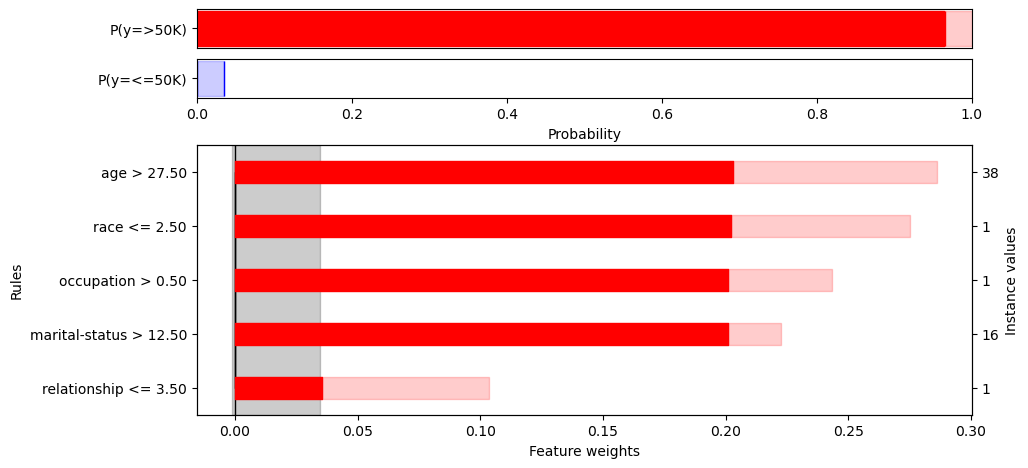 P(y=>50K)
P(y=<=50K)
0.0 0.2 0.4 0.6 0.8 1.0
Probability
age > 27.50 38
race <= 2.50 1
occupation > 0.50 1
marital-status > 12.50 16
relationship <= 3.50 1
Rules
Instance values
0.00 0.05 0.10 0.15 0.20 0.25 0.30
Feature weights